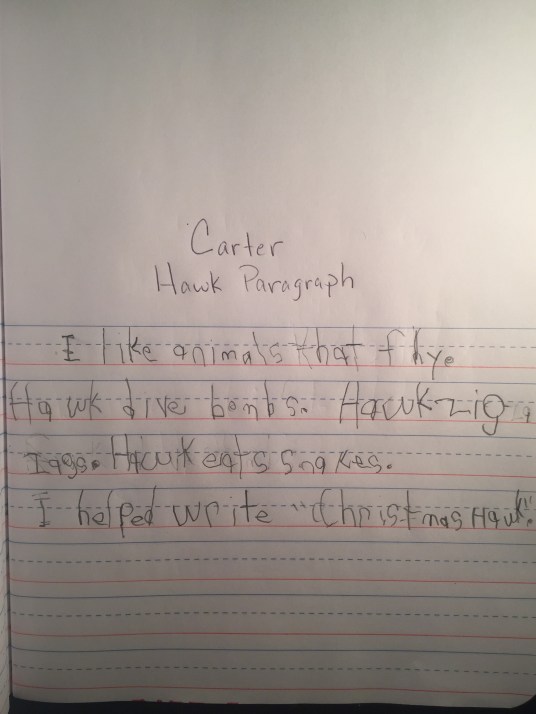 Carter
Hawk Paragraph
I like animals that flye
Hawk dive bombs. Hawk zig
zags. Hawk eats snakes.
I helped write "Christmas Hawk".